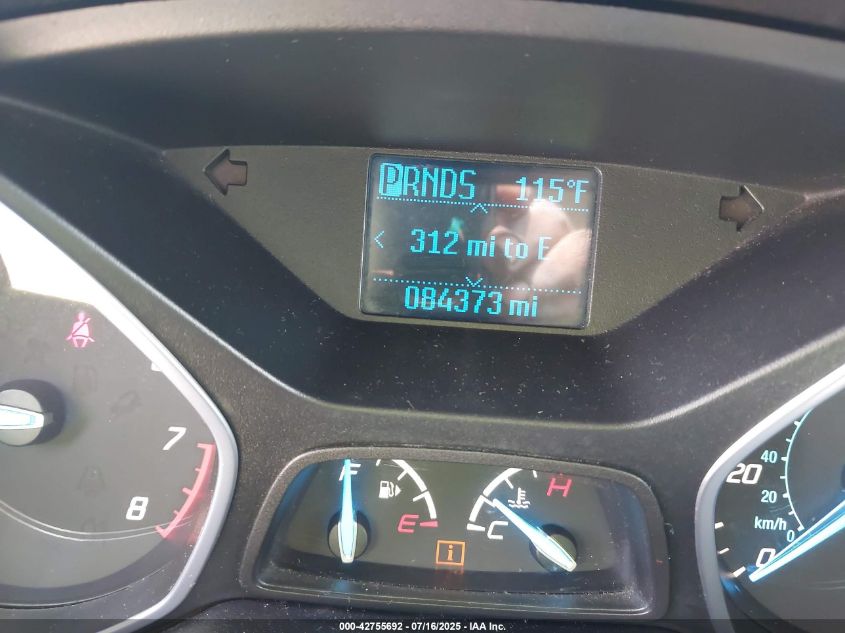 PRNDS 115°F
312 mi to E
084373 mi
7
8
F
E
i
C
H
20
40
20
km/h
0
0
000-42755692 - 07/16/2025 - IAA Inc.